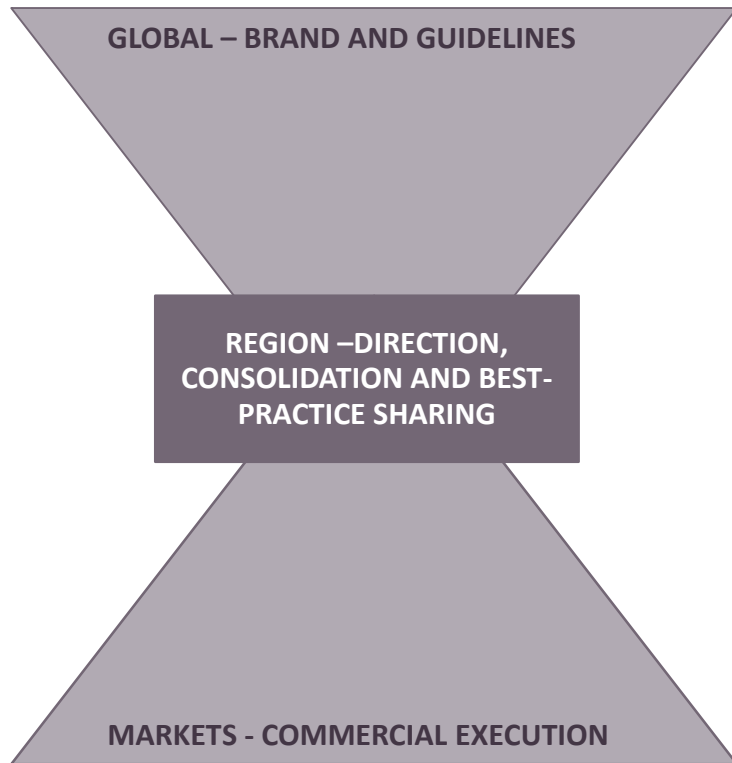 GLOBAL – BRAND AND GUIDELINES
REGION –DIRECTION,
CONSOLIDATION AND BEST-
PRACTICE SHARING
MARKETS - COMMERCIAL EXECUTION